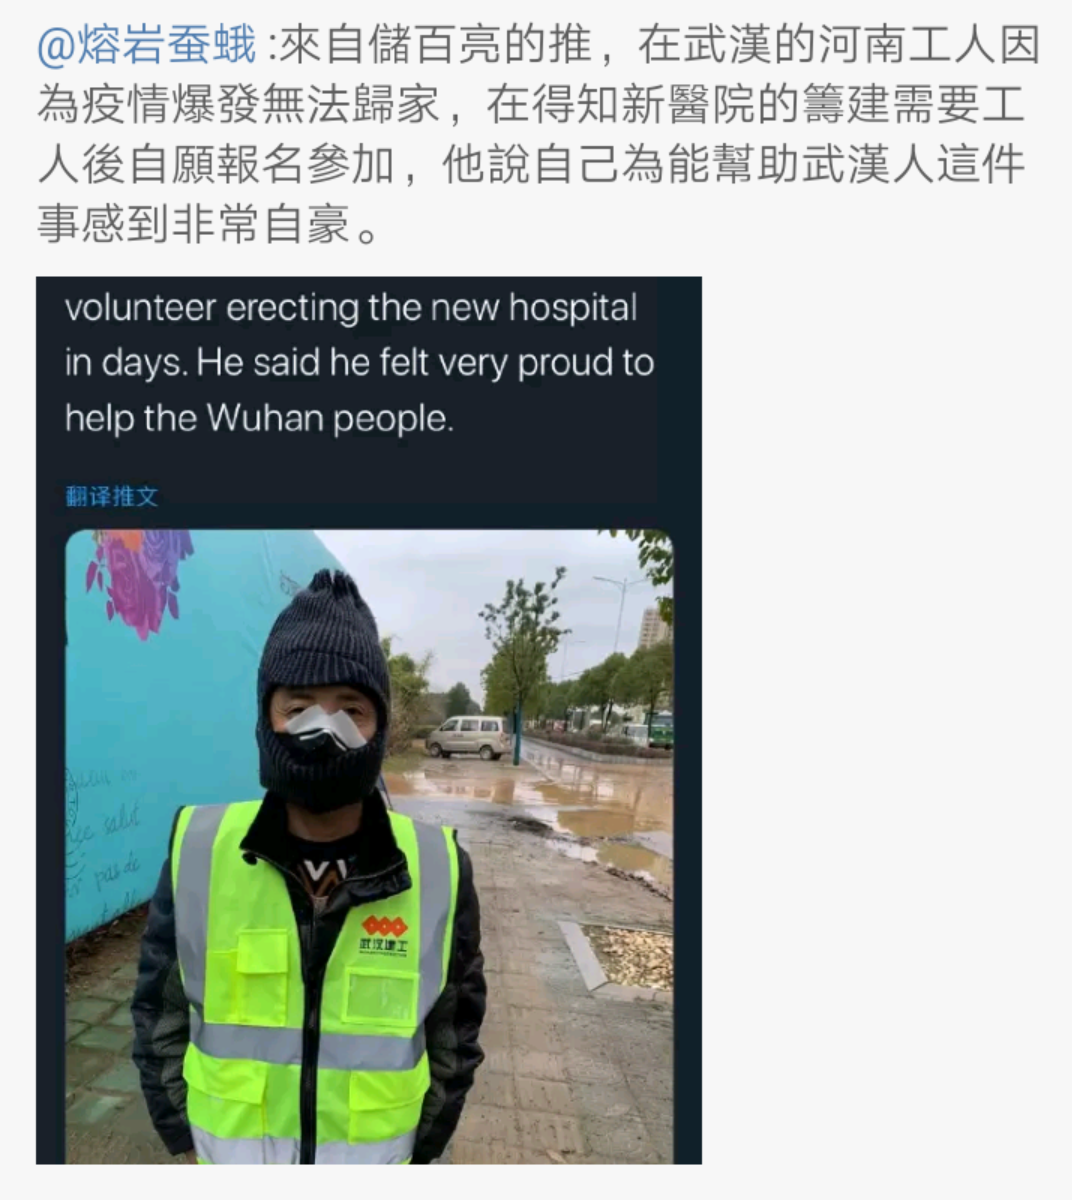 @熔岩蚕蛾:來自儲百亮的推，在武漢的河南工人因
為疫情爆發無法歸家，在得知新醫院的籌建需要工
人後自願報名參加，他說自己為能幫助武漢人這件
事感到非常自豪。
volunteer erecting the new hospital
in days. He said he felt very proud to
help the Wuhan people.
翻译推文
salut
pas de
武汉建工